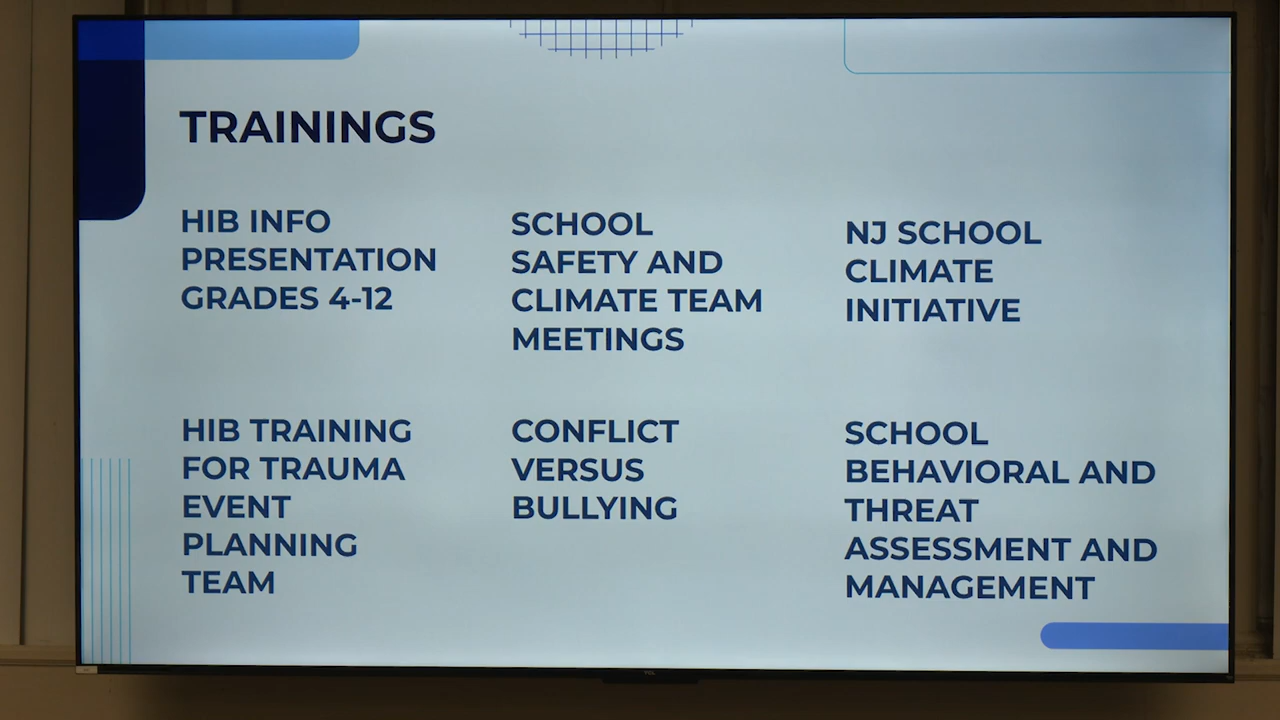 TRAININGS
HIB INFO
PRESENTATION
GRADES 4-12
SCHOOL
SAFETY AND
CLIMATE TEAM
MEETINGS
NJ SCHOOL
CLIMATE
INITIATIVE
HIB TRAINING
FOR TRAUMA
EVENT
PLANNING
TEAM
CONFLICT
VERSUS
BULLYING
SCHOOL
BEHAVIORAL AND
THREAT
ASSESSMENT AND
MANAGEMENT
TCL